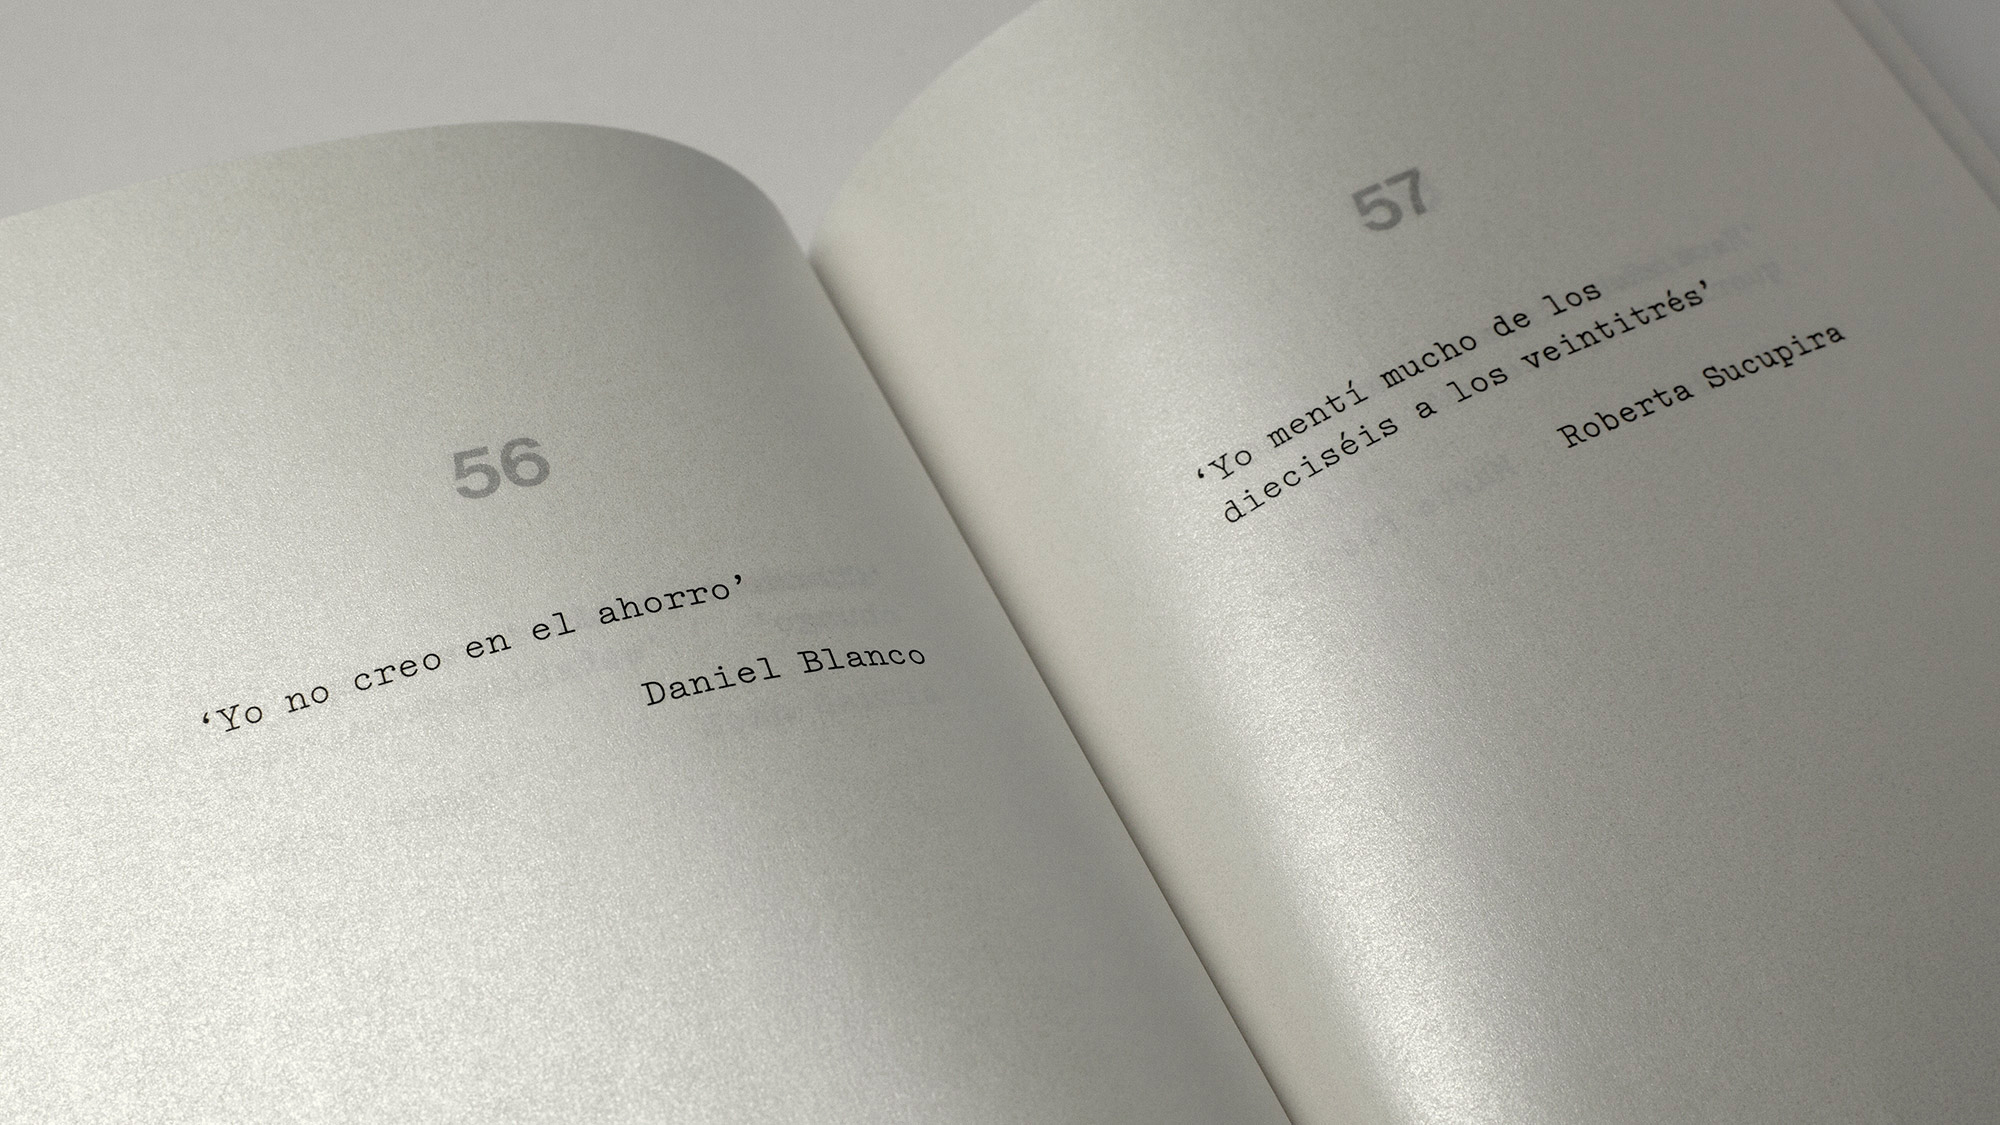 56
‘Yo no creo en el ahorro’
Daniel Blanco
57
‘Yo mentí mucho de los
dieciséis a los veintitrés’
Roberta Sucupira